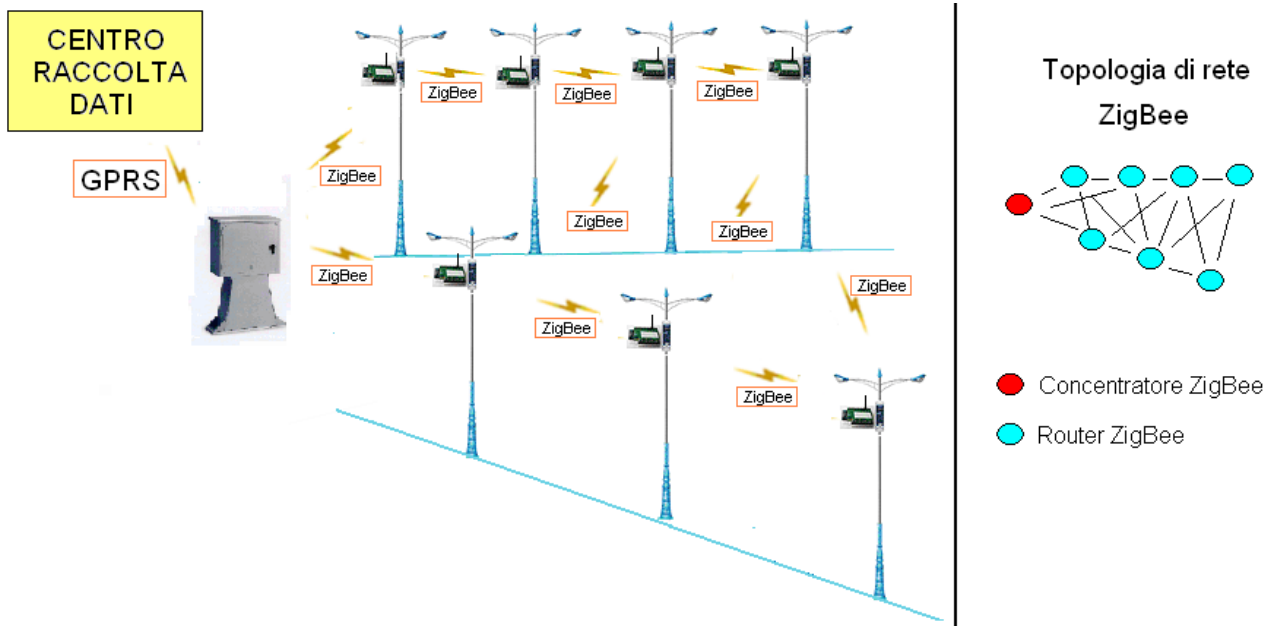 CENTRO
RACCOLTA
DATI
GPRS
ZigBee
ZigBee
ZigBee
ZigBee
ZigBee
ZigBee
ZigBee
ZigBee
ZigBee
ZigBee
Topologia di rete
ZigBee
Concentratore ZigBee
Router ZigBee